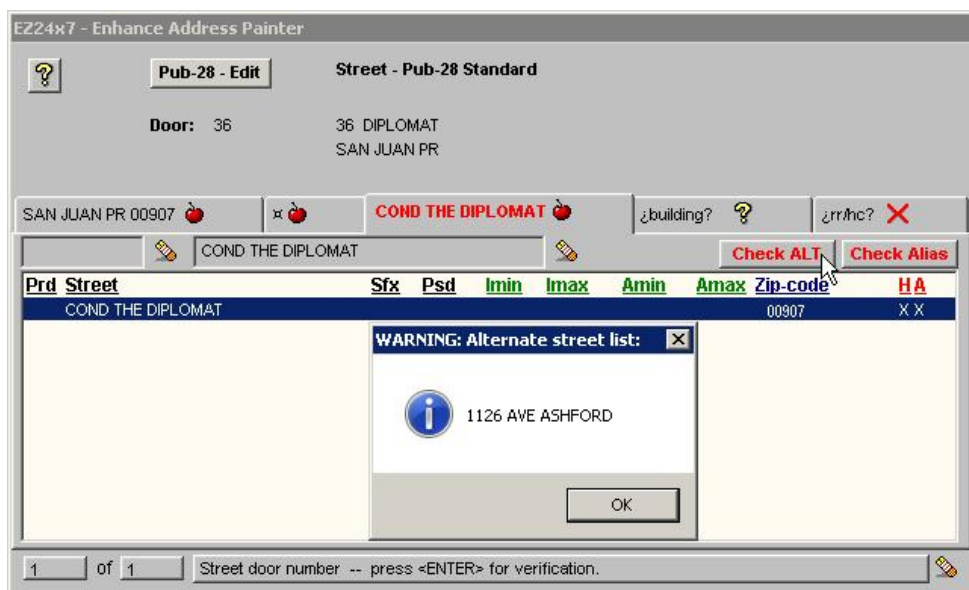 EZ24x7 - Enhance Address Painter
Pub-28 - Edit Street - Pub-28 Standard
Door: 36 36 DIPLOMAT
SAN JUAN PR
SAN JUAN PR 00907 ¤ COND THE DIPLOMAT ¿building? ¿rr/hc?
COND THE DIPLOMAT Check ALT Check Alias
Prd Street Sfx Psd Imin Imax Amin Amax Zip-code H A
COND THE DIPLOMAT 00907 X X
WARNING: Alternate street list:
1126 AVE ASHFORD
OK
1 of 1 Street door number -- press <ENTER> for verification.